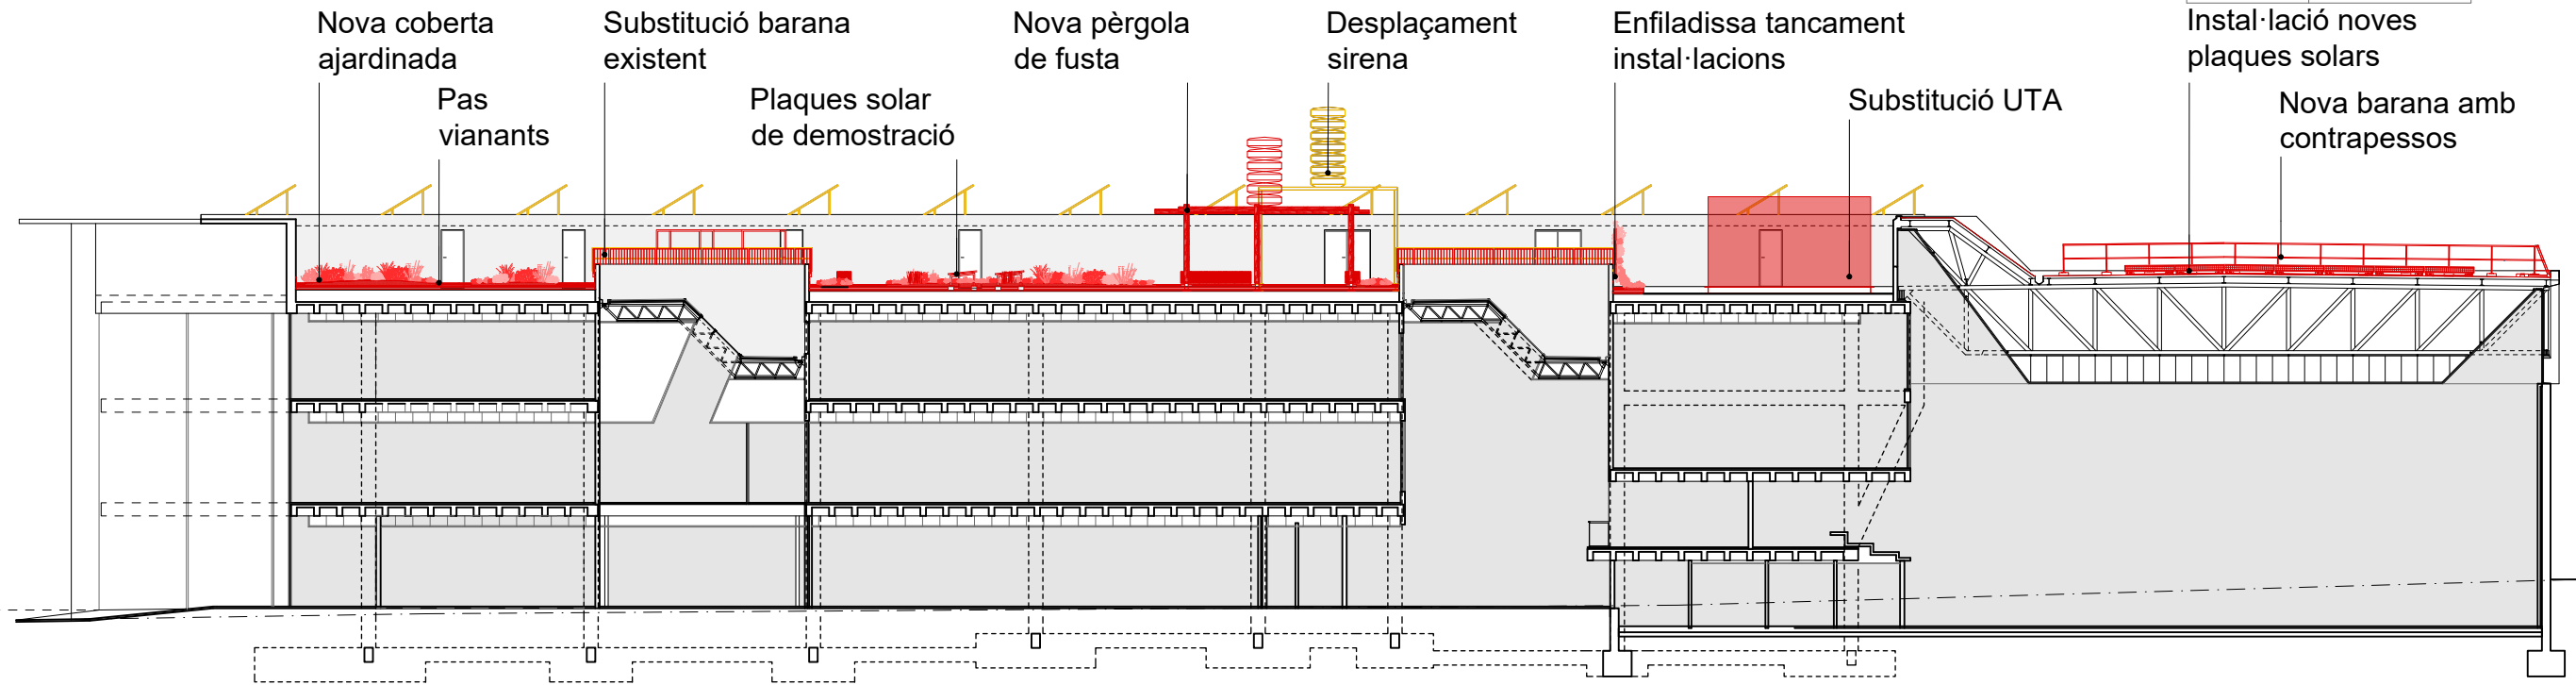 Nova coberta
ajardinada
Pas
vianants
Substitució barana
existent
Plaques solar
de demostració
Nova pèrgola
de fusta
Desplaçament
sirena
Enfiladissa tancament
instal·lacions
Substitució UTA
Instal·lació noves
plaques solars
Nova barana amb
contrapessos